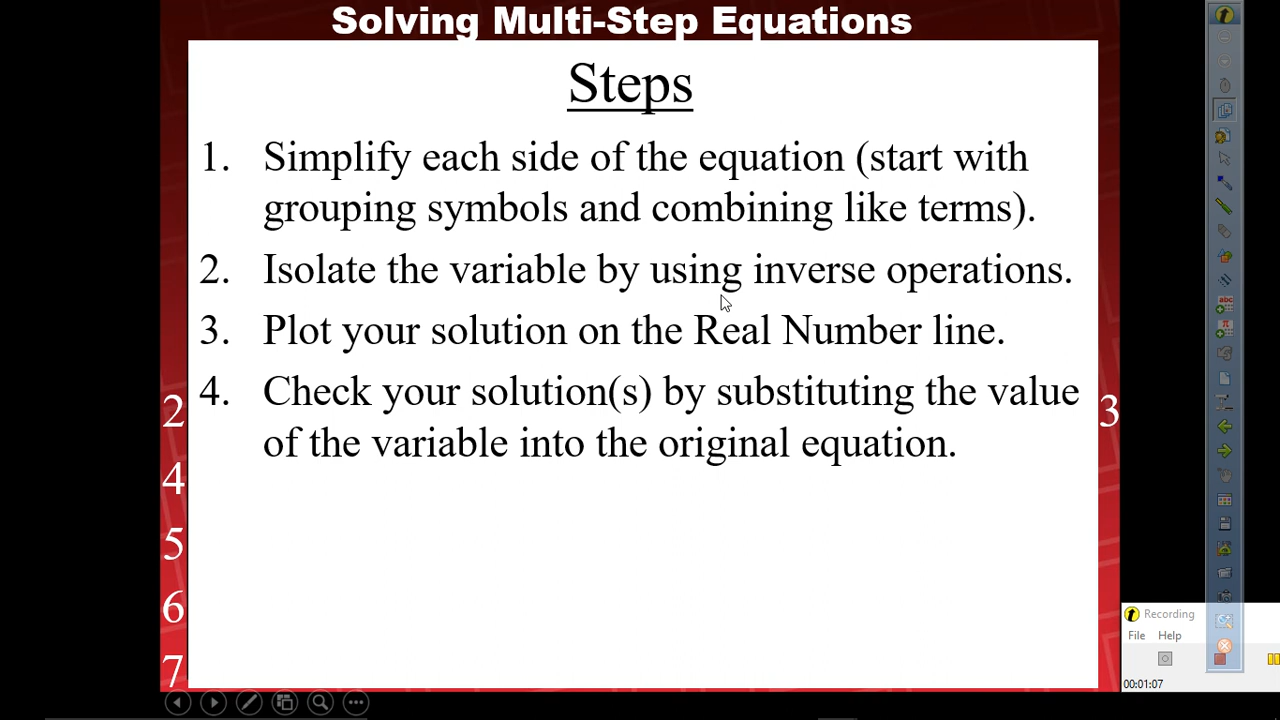 Solving Multi-Step Equations
Steps
1. Simplify each side of the equation (start with
grouping symbols and combining like terms).
2. Isolate the variable by using inverse operations.
3. Plot your solution on the Real Number line.
4. Check your solution(s) by substituting the value
of the variable into the original equation.
2
3
4
5
6
7
abc
π
Recording
File Help
00:01:07